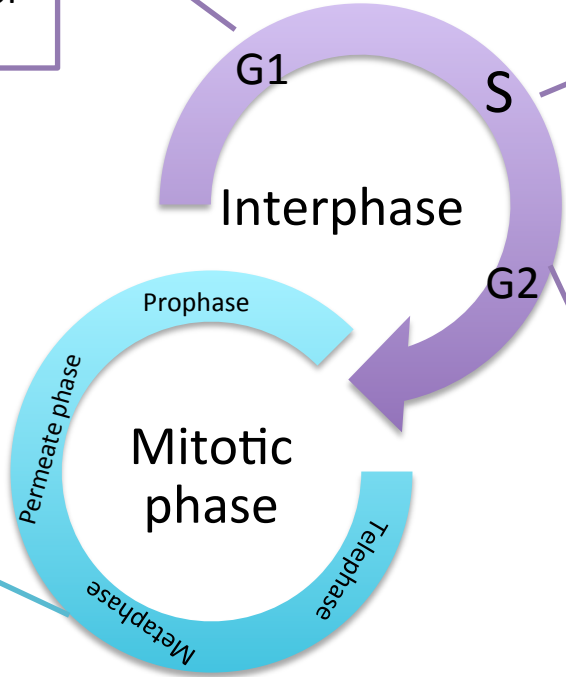 G1
S
Interphase
G2
Prophase
Permeate phase
Mitotic
phase
Metaphase
Telephase